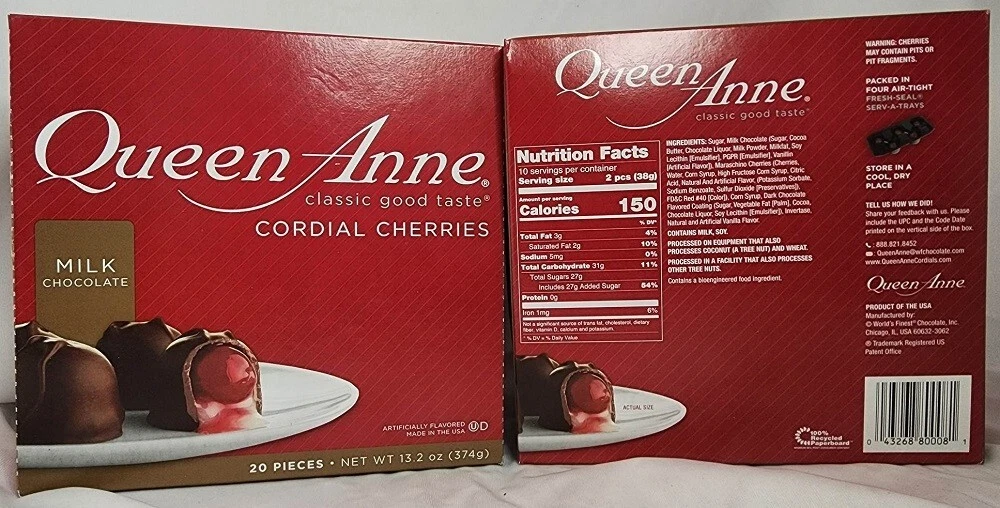 Queen Anne®
classic good taste®
CORDIAL CHERRIES
MILK
CHOCOLATE
ARTIFICIALLY FLAVORED
MADE IN THE USA
UD
20 PIECES • NET WT 13.2 oz (374g)
Queen Anne®
classic good taste®
Nutrition Facts
10 servings per container
Serving size 2 pcs (38g)
Amount per serving
Calories 150
% DV*
Total Fat 3g 4%
Saturated Fat 2g 10%
Sodium 5mg 0%
Total Carbohydrate 31g 11%
Total Sugars 27g
Includes 27g Added Sugar 54%
Protein 0g
Iron 1mg 6%
Not a significant source of trans fat, cholesterol, dietary
fiber, vitamin D, calcium and potassium.
* % DV = % Daily Value
INGREDIENTS: Sugar, Milk Chocolate (Sugar, Cocoa
Butter, Chocolate Liquor, Milk Powder, Milkfat, Soy
Lecithin [Emulsifier], PGPR [Emulsifier], Vanillin
[Artificial Flavor]), Maraschino Cherries (Cherries,
Water, Corn Syrup, High Fructose Corn Syrup, Citric
Acid, Natural And Artificial Flavor, (Potassium Sorbate,
Sodium Benzoate, Sulfur Dioxide [Preservatives]),
FD&C Red #40 [Color]), Corn Syrup, Dark Chocolate
Flavored Coating (Sugar, Vegetable Fat [Palm], Cocoa,
Chocolate Liquor, Soy Lecithin [Emulsifier]), Invertase,
Natural and Artificial Vanilla Flavor.
CONTAINS MILK, SOY.
PROCESSED ON EQUIPMENT THAT ALSO
PROCESSES COCONUT (A TREE NUT) AND WHEAT.
PROCESSED IN A FACILITY THAT ALSO PROCESSES
OTHER TREE NUTS.
Contains a bioengineered food ingredient.
ACTUAL SIZE
WARNING: CHERRIES
MAY CONTAIN PITS OR
PIT FRAGMENTS.
PACKED IN
FOUR AIR-TIGHT
FRESH-SEAL®
SERV-A-TRAYS
STORE IN A
COOL, DRY
PLACE
TELL US HOW WE DID!
Share your feedback with us. Please
include the UPC and the Code Date
printed on the vertical side of the box.
: 888.821.8452
: QueenAnne@wfchocolate.com
www.QueenAnneCordials.com
Queen Anne
PRODUCT OF THE USA
Manufactured by:
© World's Finest® Chocolate, Inc.
Chicago, IL, USA 60632-3062
® Trademark Registered US
Patent Office
100%
Recycled
Paperboard
0 43268 80008 1